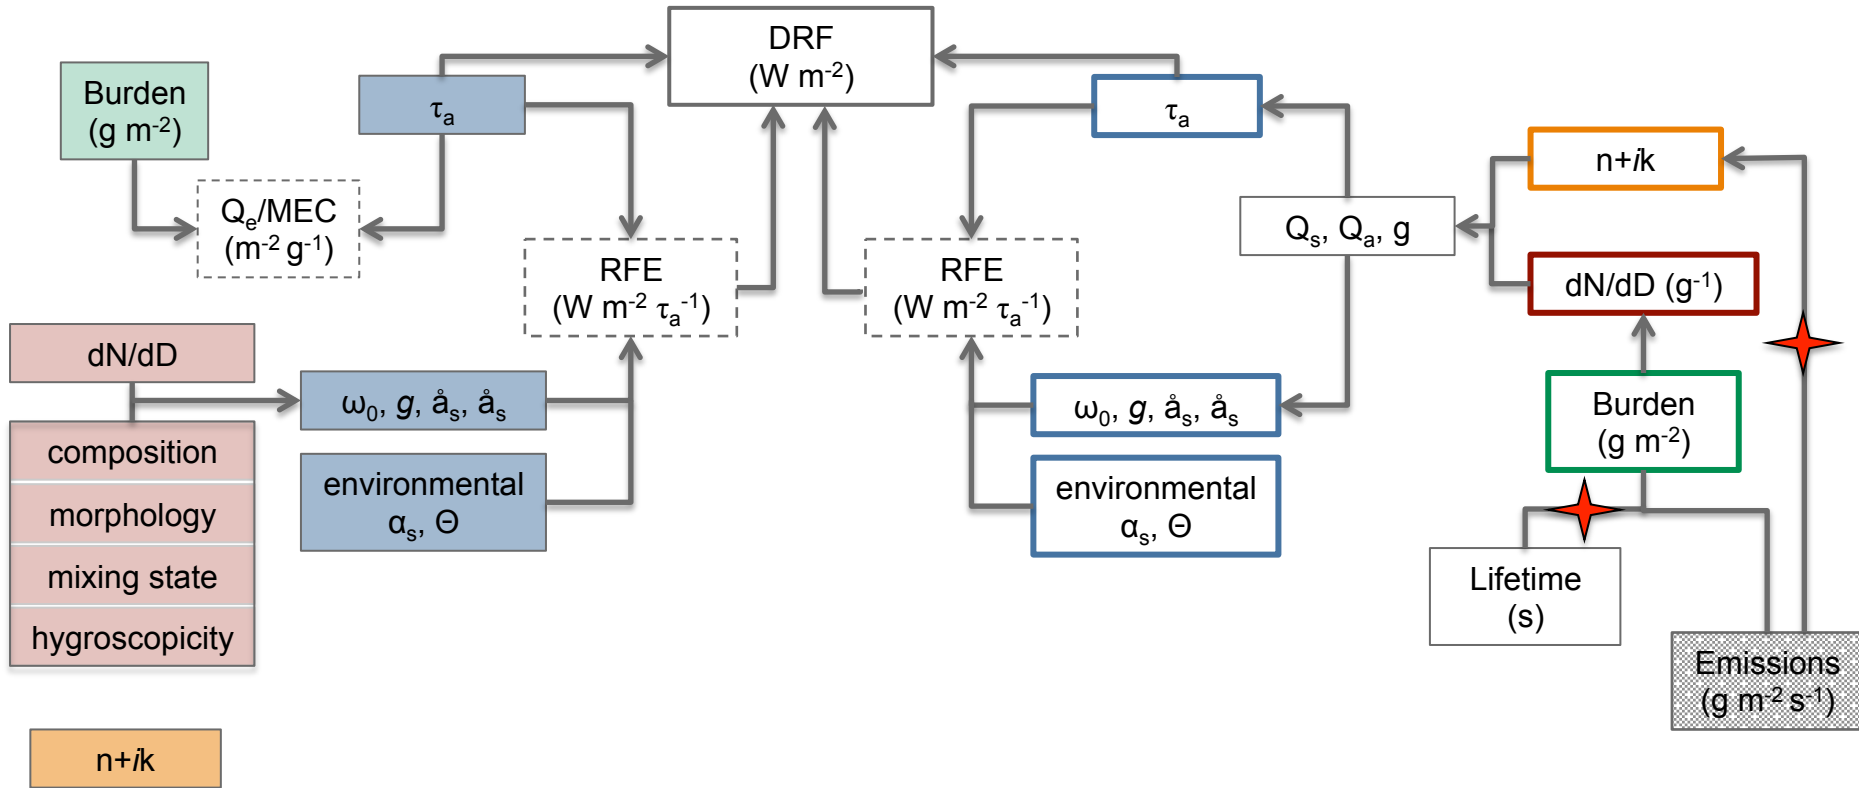 DRF
(W m-2)
Burden
(g m-2)
τa
Qe/MEC
(m-2 g-1)
RFE
(W m-2 τa-1)
dN/dD
composition
morphology
mixing state
hygroscopicity
ω0, g, ås, ås
environmental
αs, Θ
n+ik
τa
RFE
(W m-2 τa-1)
ω0, g, ås, ås
environmental
αs, Θ
Qs, Qa, g
n+ik
dN/dD (g-1)
Burden
(g m-2)
Lifetime
(s)
Emissions
(g m-2 s-1)